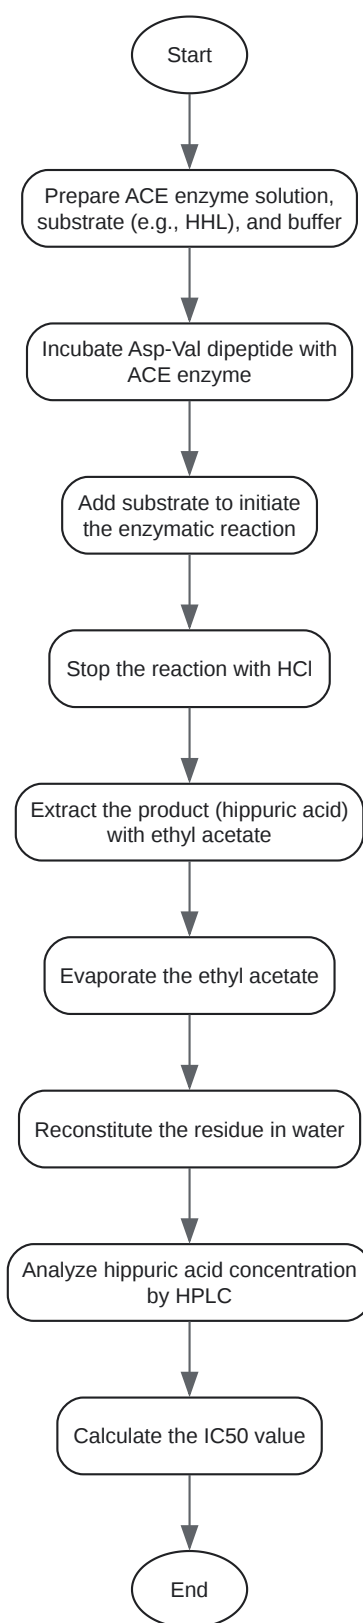 Start
Prepare ACE enzyme solution,
substrate (e.g., HHL), and buffer
Incubate Asp-Val dipeptide with
ACE enzyme
Add substrate to initiate
the enzymatic reaction
Stop the reaction with HCl
Extract the product (hippuric acid)
with ethyl acetate
Evaporate the ethyl acetate
Reconstitute the residue in water
Analyze hippuric acid concentration
by HPLC
Calculate the IC50 value
End